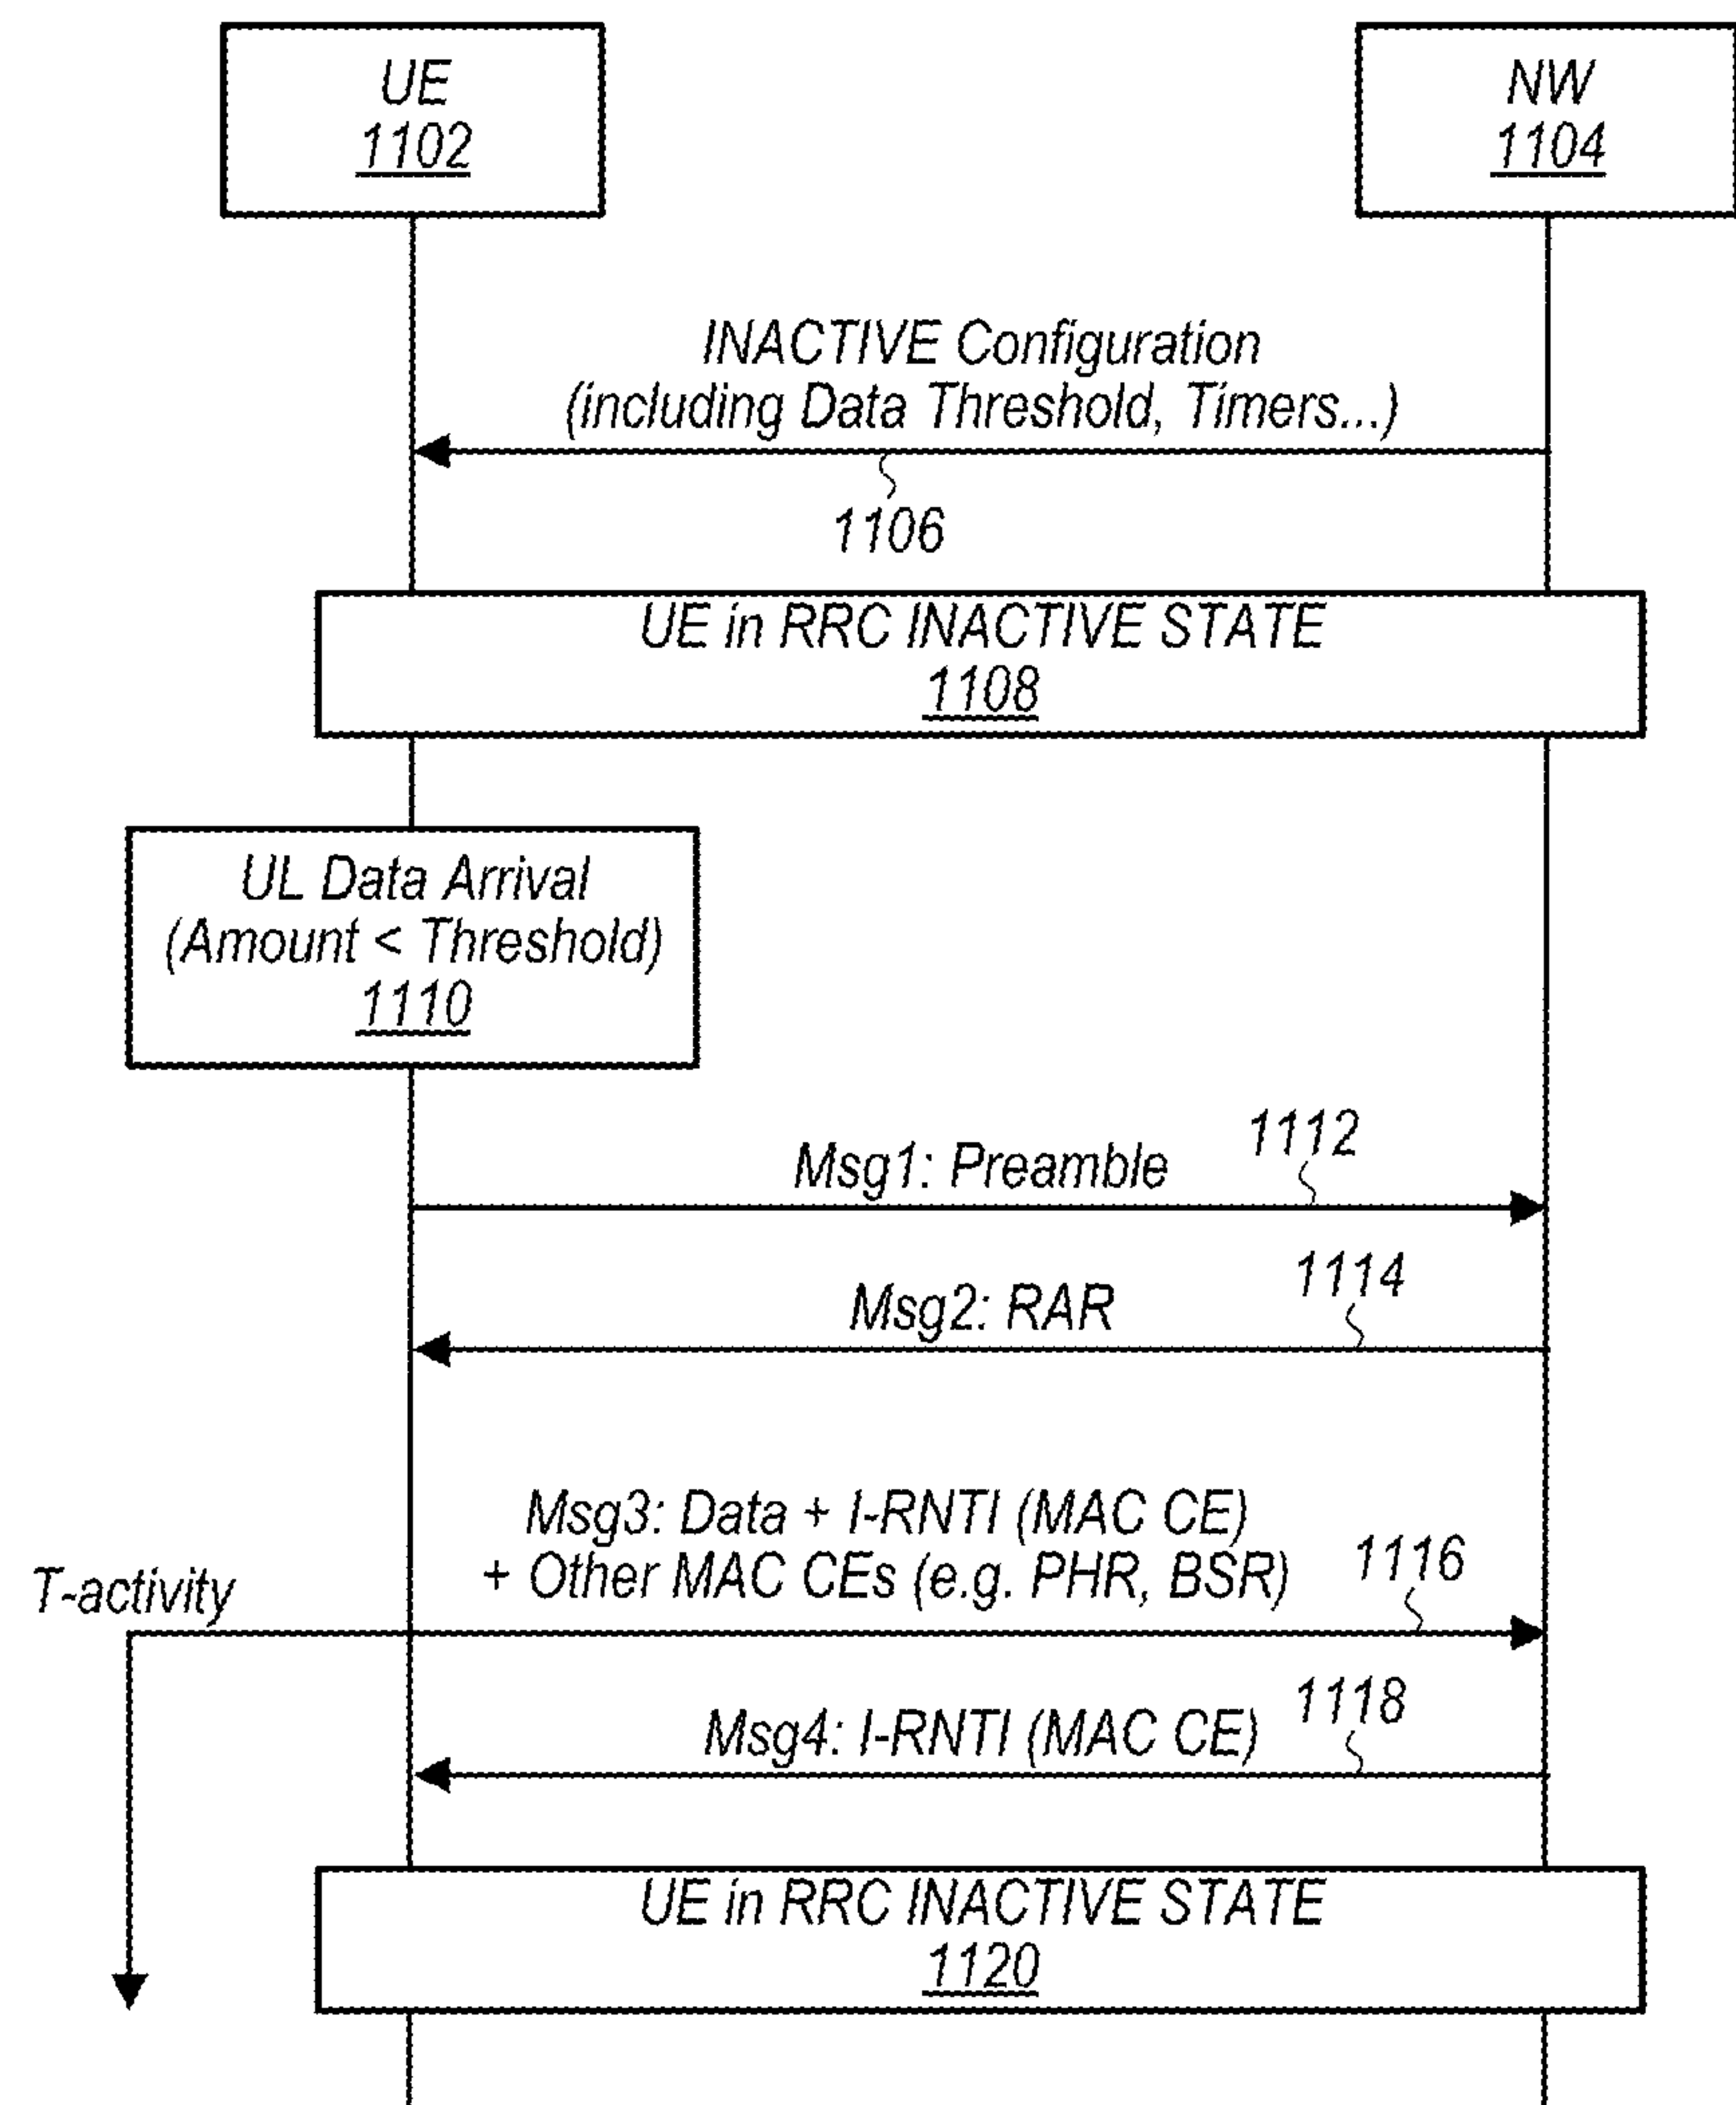 UE
1102
NW
1104
INACTIVE Configuration
(including Data Threshold, Timers...)
1106
UE in RRC INACTIVE STATE
1108
UL Data Arrival
(Amount < Threshold)
1110
1112
Msg1: Preamble
1114
Msg2: RAR
Msg3: Data + I-RNTI (MAC CE)
+ Other MAC CEs (e.g. PHR, BSR)
1116
T-activity
1118
Msg4: I-RNTI (MAC CE)
UE in RRC INACTIVE STATE
1120